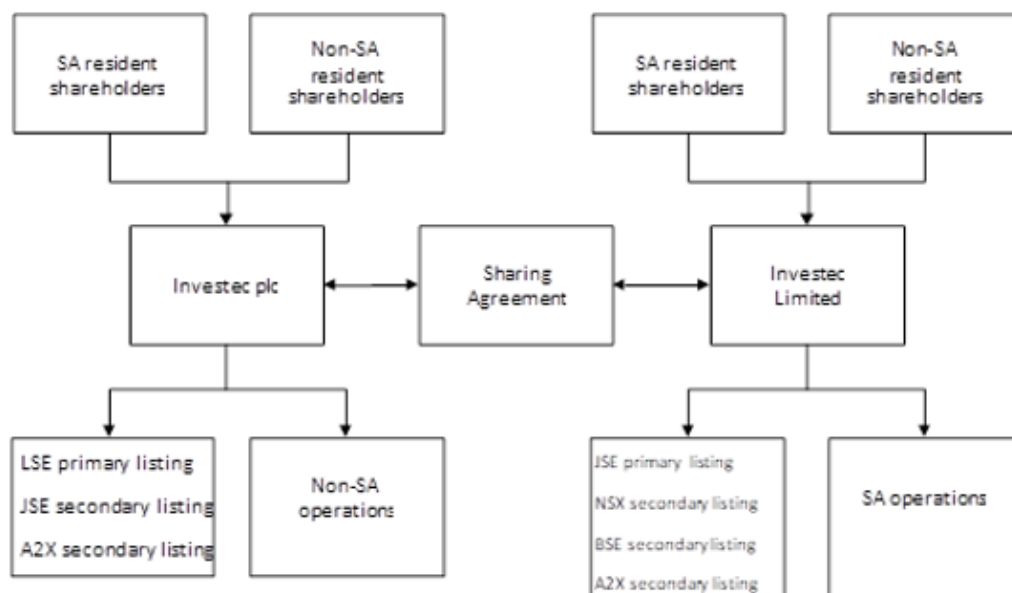 SA resident
shareholders
Non-SA
resident
shareholders
SA resident
shareholders
Non-SA
resident
shareholders
Investec plc
Sharing
Agreement
Investec
Limited
LSE primary listing
JSE secondary listing
A2X secondary listing
Non-SA
operations
JSE primary listing
NSX secondary listing
BSE secondary listing
A2X secondary listing
SA operations